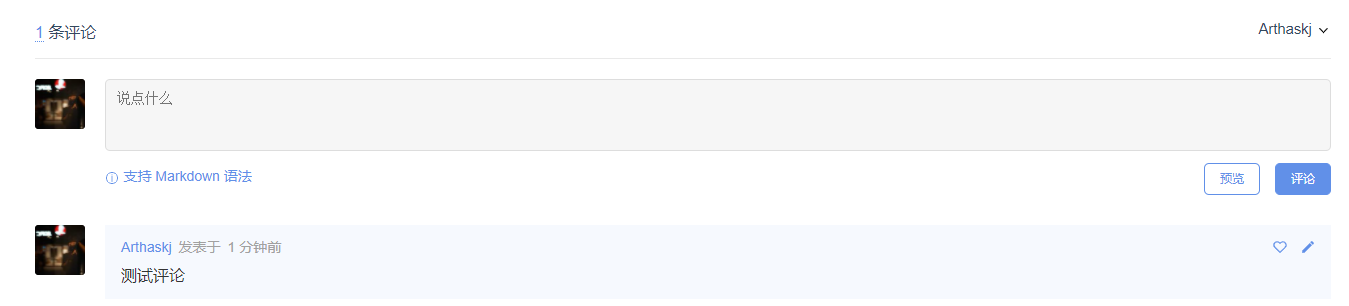 1 条评论
Arthaskj
说点什么
支持 Markdown 语法
预览
评论
Arthaskj 发表于 1 分钟前
测试评论